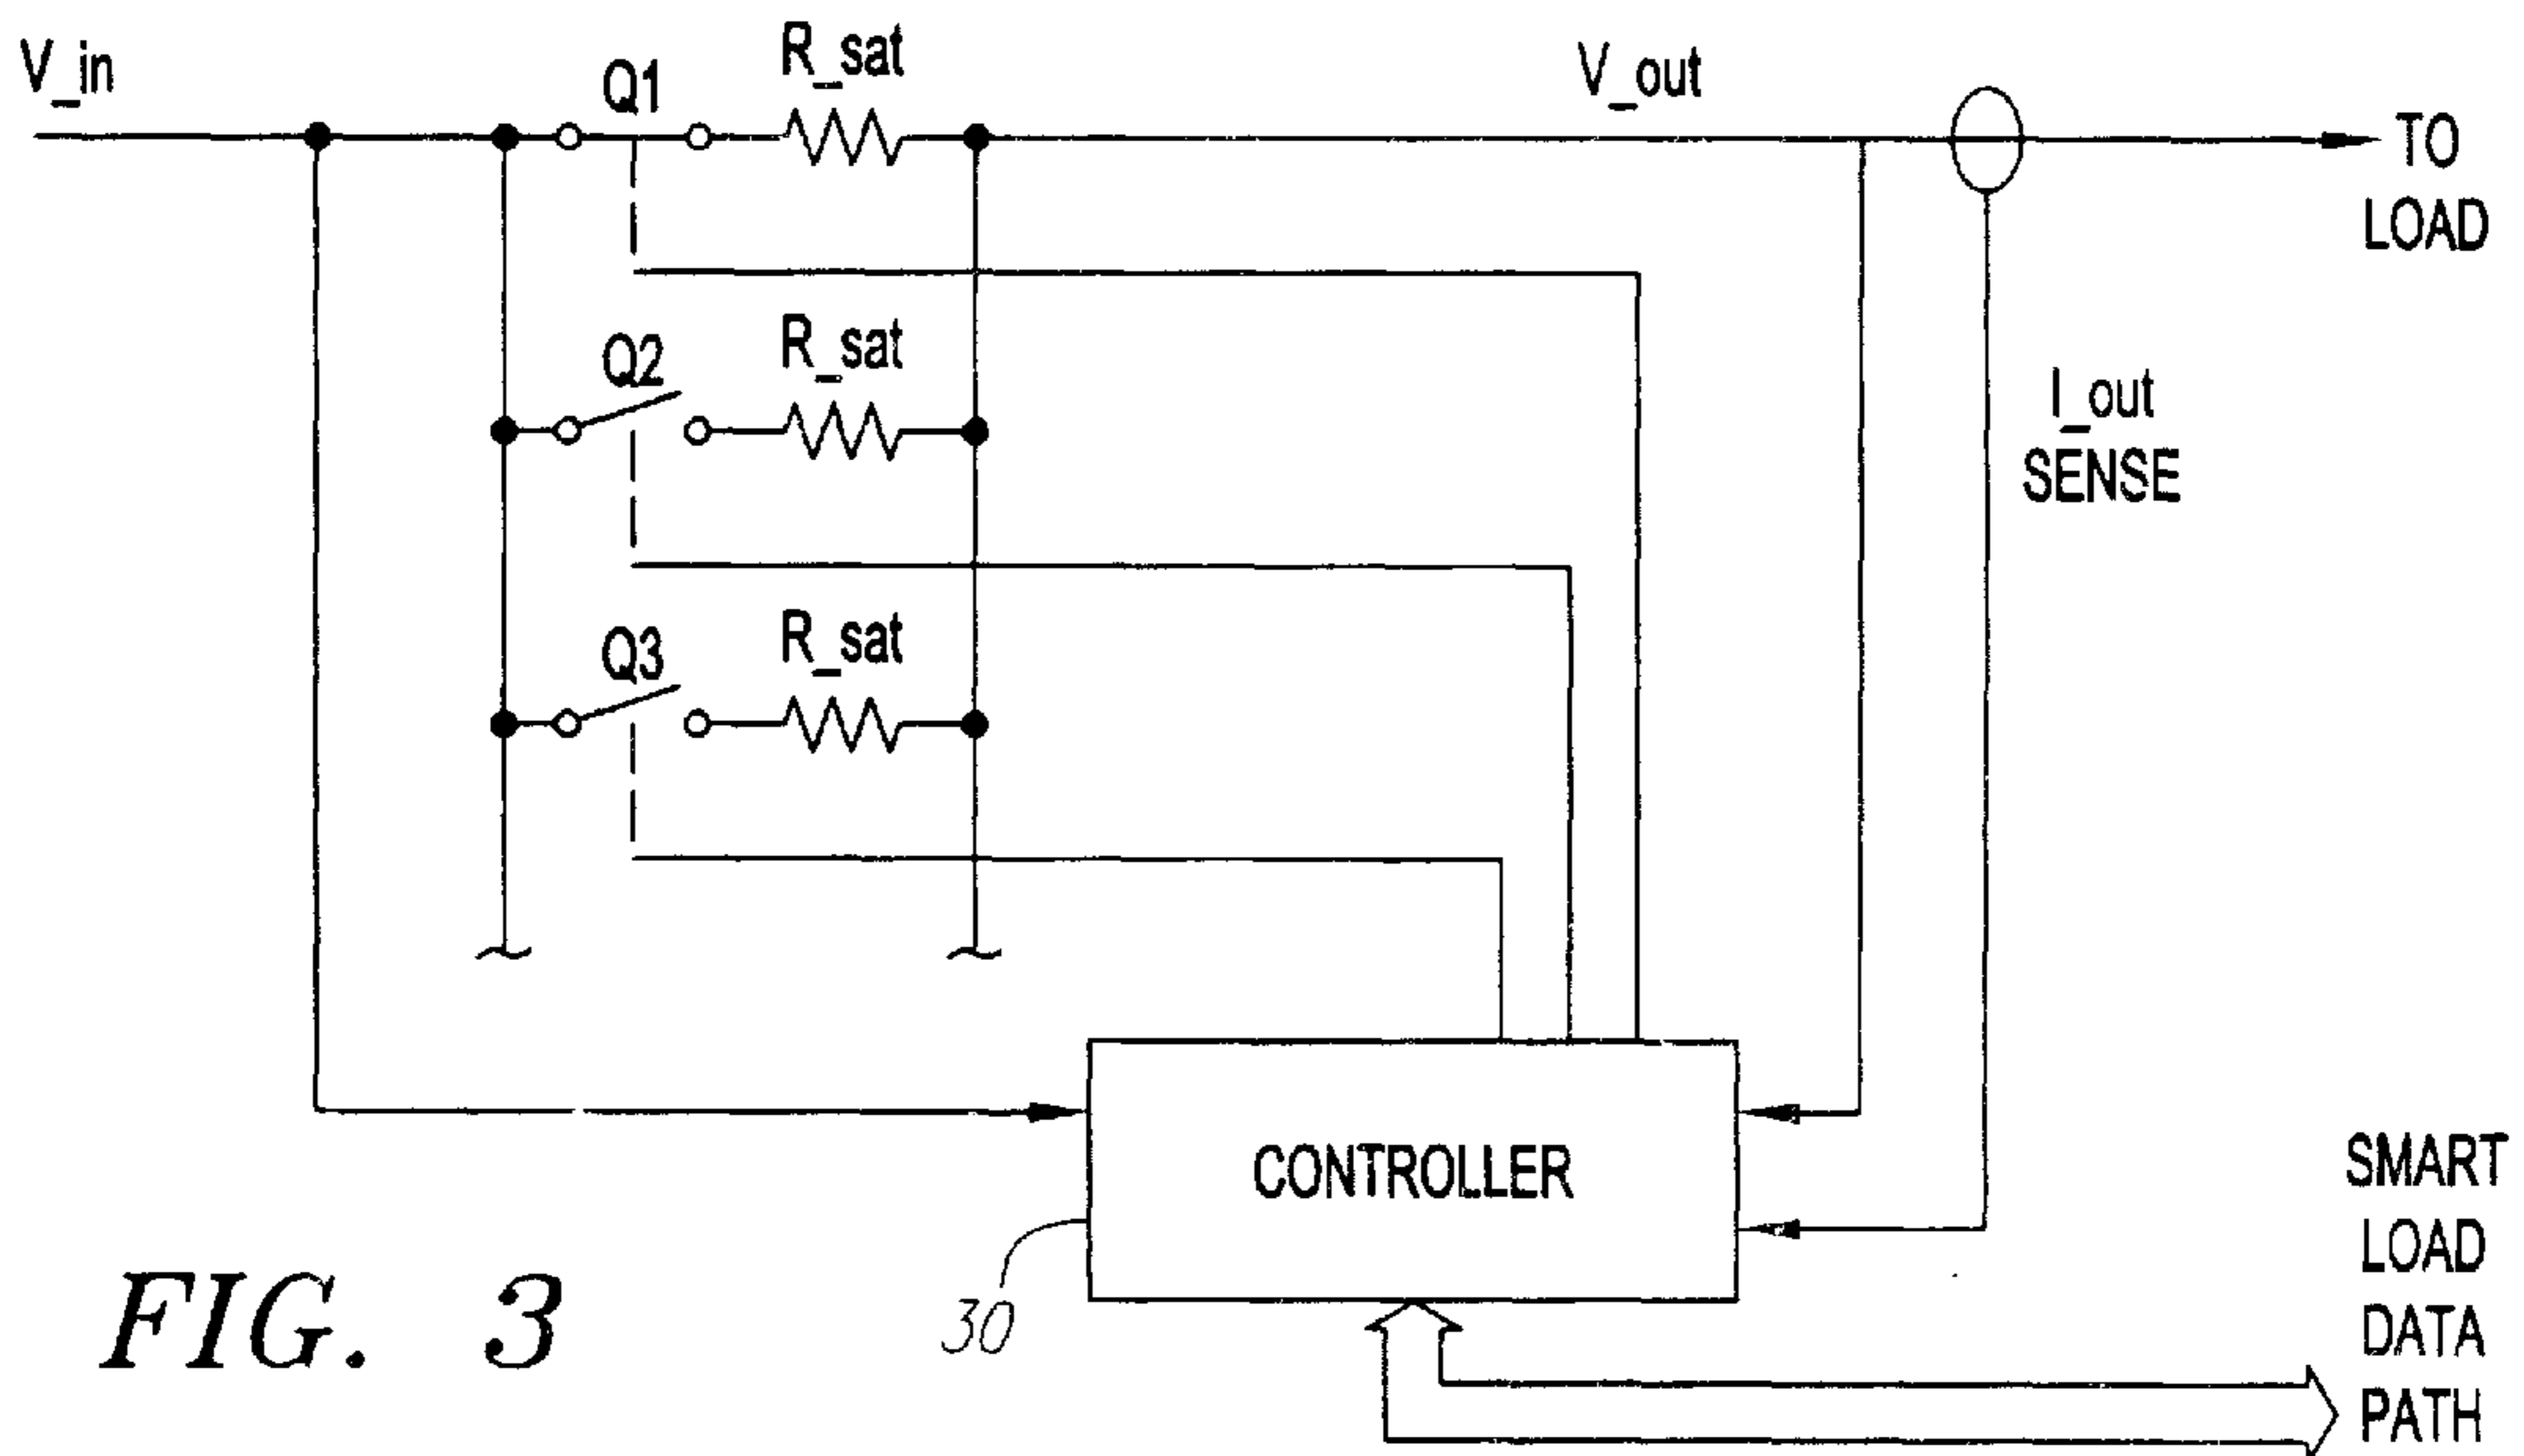 V_in
Q1
R_sat
V_out
TO
LOAD
Q2
R_sat
I_out
SENSE
Q3
R_sat
CONTROLLER
30
SMART
LOAD
DATA
PATH
FIG. 3